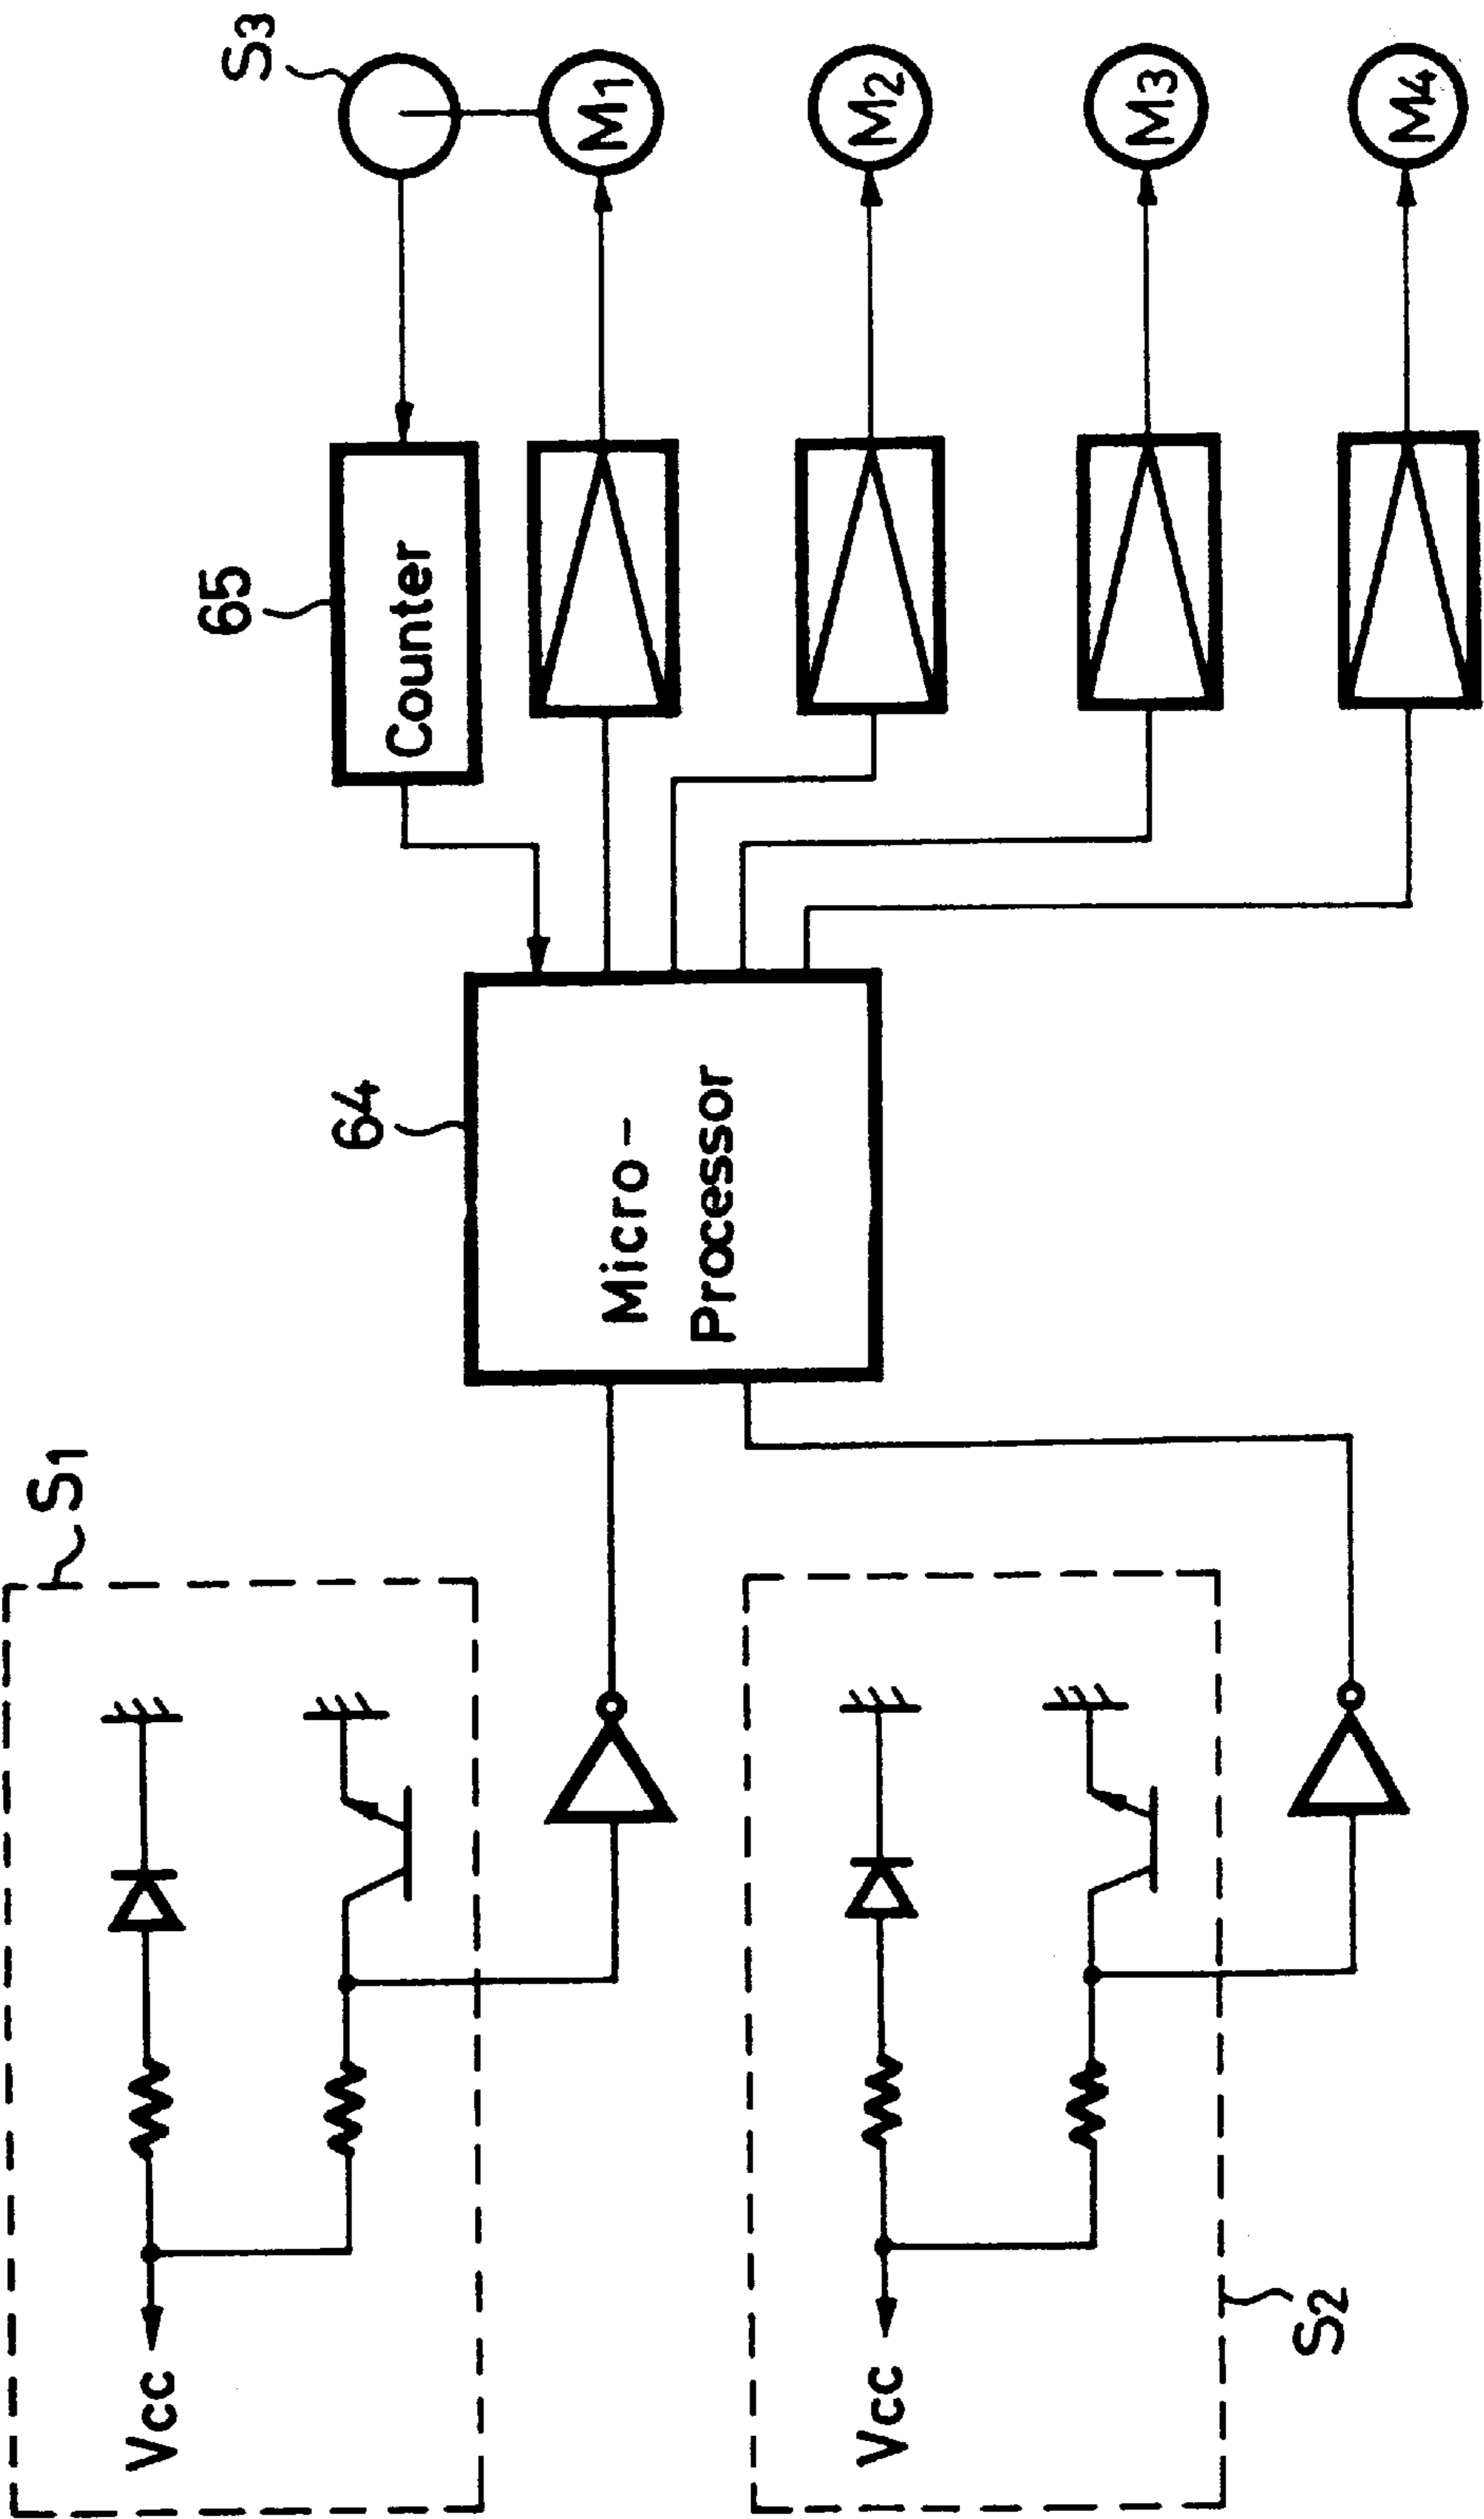 S1
Vcc
Vcc
S2
64
Micro-
Processor
65
Counter
S3
M1
M2
M3
M4